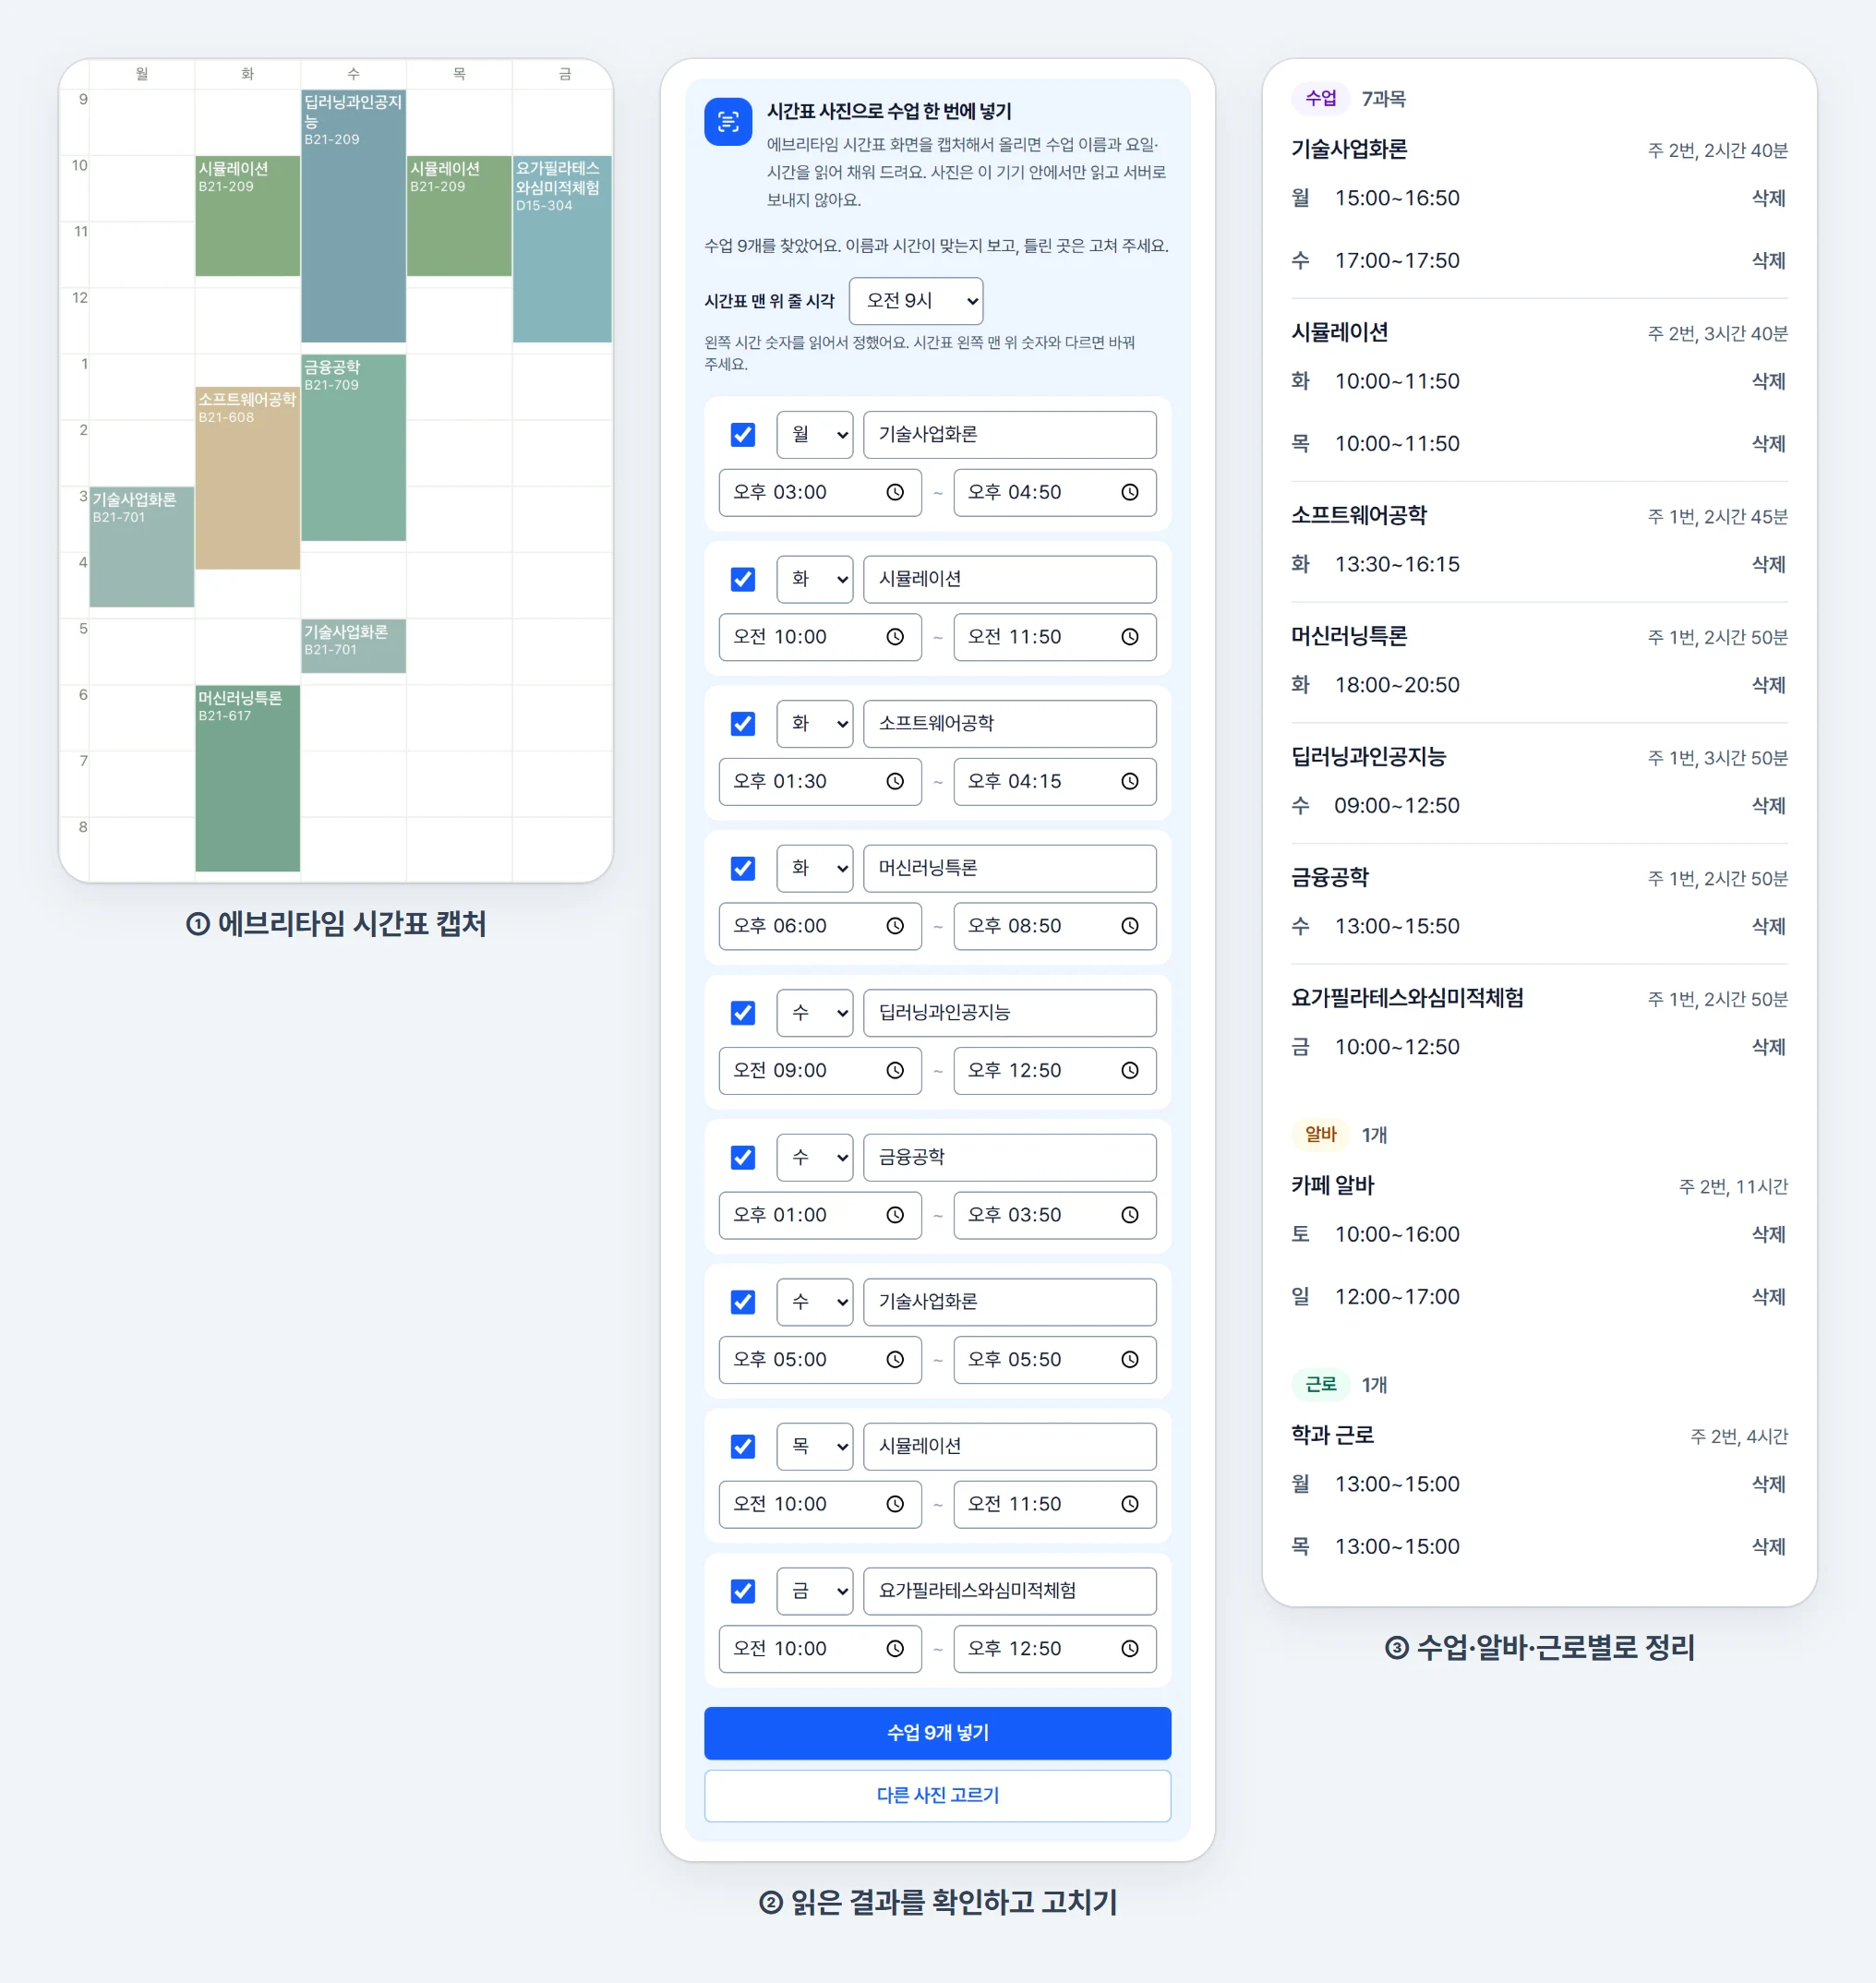 월 화 수 목 금
9
딥러닝과인공지
능
B21-209
10
시뮬레이션
B21-209
시뮬레이션
B21-209
요가필라테스
와심미적체험
D15-304
11
12
1
금융공학
B21-709
소프트웨어공학
B21-608
2
3
기술사업화론
B21-701
4
5
기술사업화론
B21-701
6
머신러닝특론
B21-617
7
8
① 에브리타임 시간표 캡처
시간표 사진으로 수업 한 번에 넣기
에브리타임 시간표 화면을 캡처해서 올리면 수업 이름과 요일·
시간을 읽어 채워 드려요. 사진은 이 기기 안에서만 읽고 서버로
보내지 않아요.
수업 9개를 찾았어요. 이름과 시간이 맞는지 보고, 틀린 곳은 고쳐 주세요.
시간표 맨 위 줄 시각 오전 9시
왼쪽 시간 숫자를 읽어서 정했어요. 시간표 왼쪽 맨 위 숫자와 다르면 바꿔
주세요.
월 기술사업화론
오후 03:00 ~ 오후 04:50
화 시뮬레이션
오전 10:00 ~ 오전 11:50
화 소프트웨어공학
오후 01:30 ~ 오후 04:15
화 머신러닝특론
오후 06:00 ~ 오후 08:50
수 딥러닝과인공지능
오전 09:00 ~ 오후 12:50
수 금융공학
오후 01:00 ~ 오후 03:50
수 기술사업화론
오후 05:00 ~ 오후 05:50
목 시뮬레이션
오전 10:00 ~ 오전 11:50
금 요가필라테스와심미적체험
오전 10:00 ~ 오후 12:50
수업 9개 넣기
다른 사진 고르기
② 읽은 결과를 확인하고 고치기
수업 7과목
기술사업화론 주 2번, 2시간 40분
월 15:00~16:50 삭제
수 17:00~17:50 삭제
시뮬레이션 주 2번, 3시간 40분
화 10:00~11:50 삭제
목 10:00~11:50 삭제
소프트웨어공학 주 1번, 2시간 45분
화 13:30~16:15 삭제
머신러닝특론 주 1번, 2시간 50분
화 18:00~20:50 삭제
딥러닝과인공지능 주 1번, 3시간 50분
수 09:00~12:50 삭제
금융공학 주 1번, 2시간 50분
수 13:00~15:50 삭제
요가필라테스와심미적체험 주 1번, 2시간 50분
금 10:00~12:50 삭제
알바 1개
카페 알바 주 2번, 11시간
토 10:00~16:00 삭제
일 12:00~17:00 삭제
근로 1개
학과 근로 주 2번, 4시간
월 13:00~15:00 삭제
목 13:00~15:00 삭제
③ 수업·알바·근로별로 정리